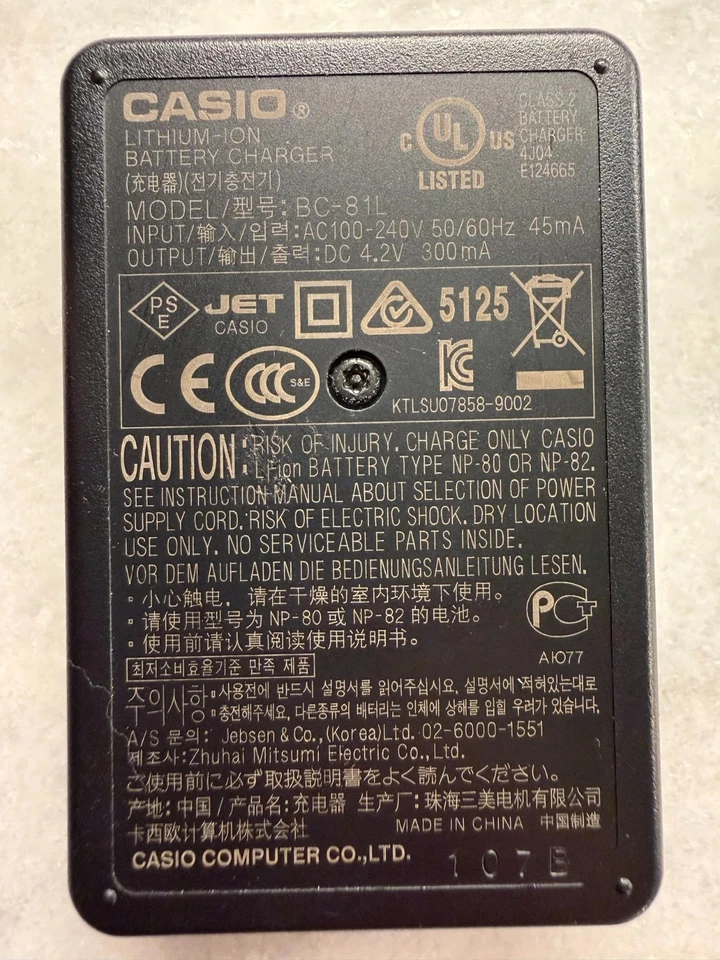 CASIO®
LITHIUM-ION
BATTERY CHARGER
(充电器)(전기충전기)
MODEL/型号: BC-81L
INPUT/输入/입력:AC100-240V 50/60Hz 45mA
OUTPUT/输出/출력:DC 4.2V 300mA
C UL US
LISTED
CLASS 2
BATTERY
CHARGER
4J04
E124665
PS
E
JET
CASIO
5125
CE
CCC S&E
KC
KTLSU07858-9002
CAUTION: RISK OF INJURY. CHARGE ONLY CASIO
Li-ion BATTERY TYPE NP-80 OR NP-82.
SEE INSTRUCTION MANUAL ABOUT SELECTION OF POWER
SUPPLY CORD. RISK OF ELECTRIC SHOCK. DRY LOCATION
USE ONLY. NO SERVICEABLE PARTS INSIDE.
VOR DEM AUFLADEN DIE BEDIENUNGSANLEITUNG LESEN.
・小心触电，请在干燥的室内环境下使用。
・请使用型号为 NP-80 或 NP-82 的电池。
・使用前请认真阅读使用说明书。
РСТ
АЮ77
최저소비효율기준 만족 제품
주의사항:・사용전에 반드시 설명서를 읽어주십시요. 설명서에 적혀있는대로
충전해주세요. 다른종류의 배터리는 인체에 상해를 입힐 우려가 있습니다.
A/S 문의: Jebsen & Co.,(Korea)Ltd. 02-6000-1551
제조사:Zhuhai Mitsumi Electric Co.,Ltd.
ご使用前に必ず取扱説明書をよく読んでください。
产地: 中国 / 产品名: 充电器 生产厂: 珠海三美电机有限公司
卡西欧计算机株式会社 MADE IN CHINA 中国制造
CASIO COMPUTER CO.,LTD. 107B